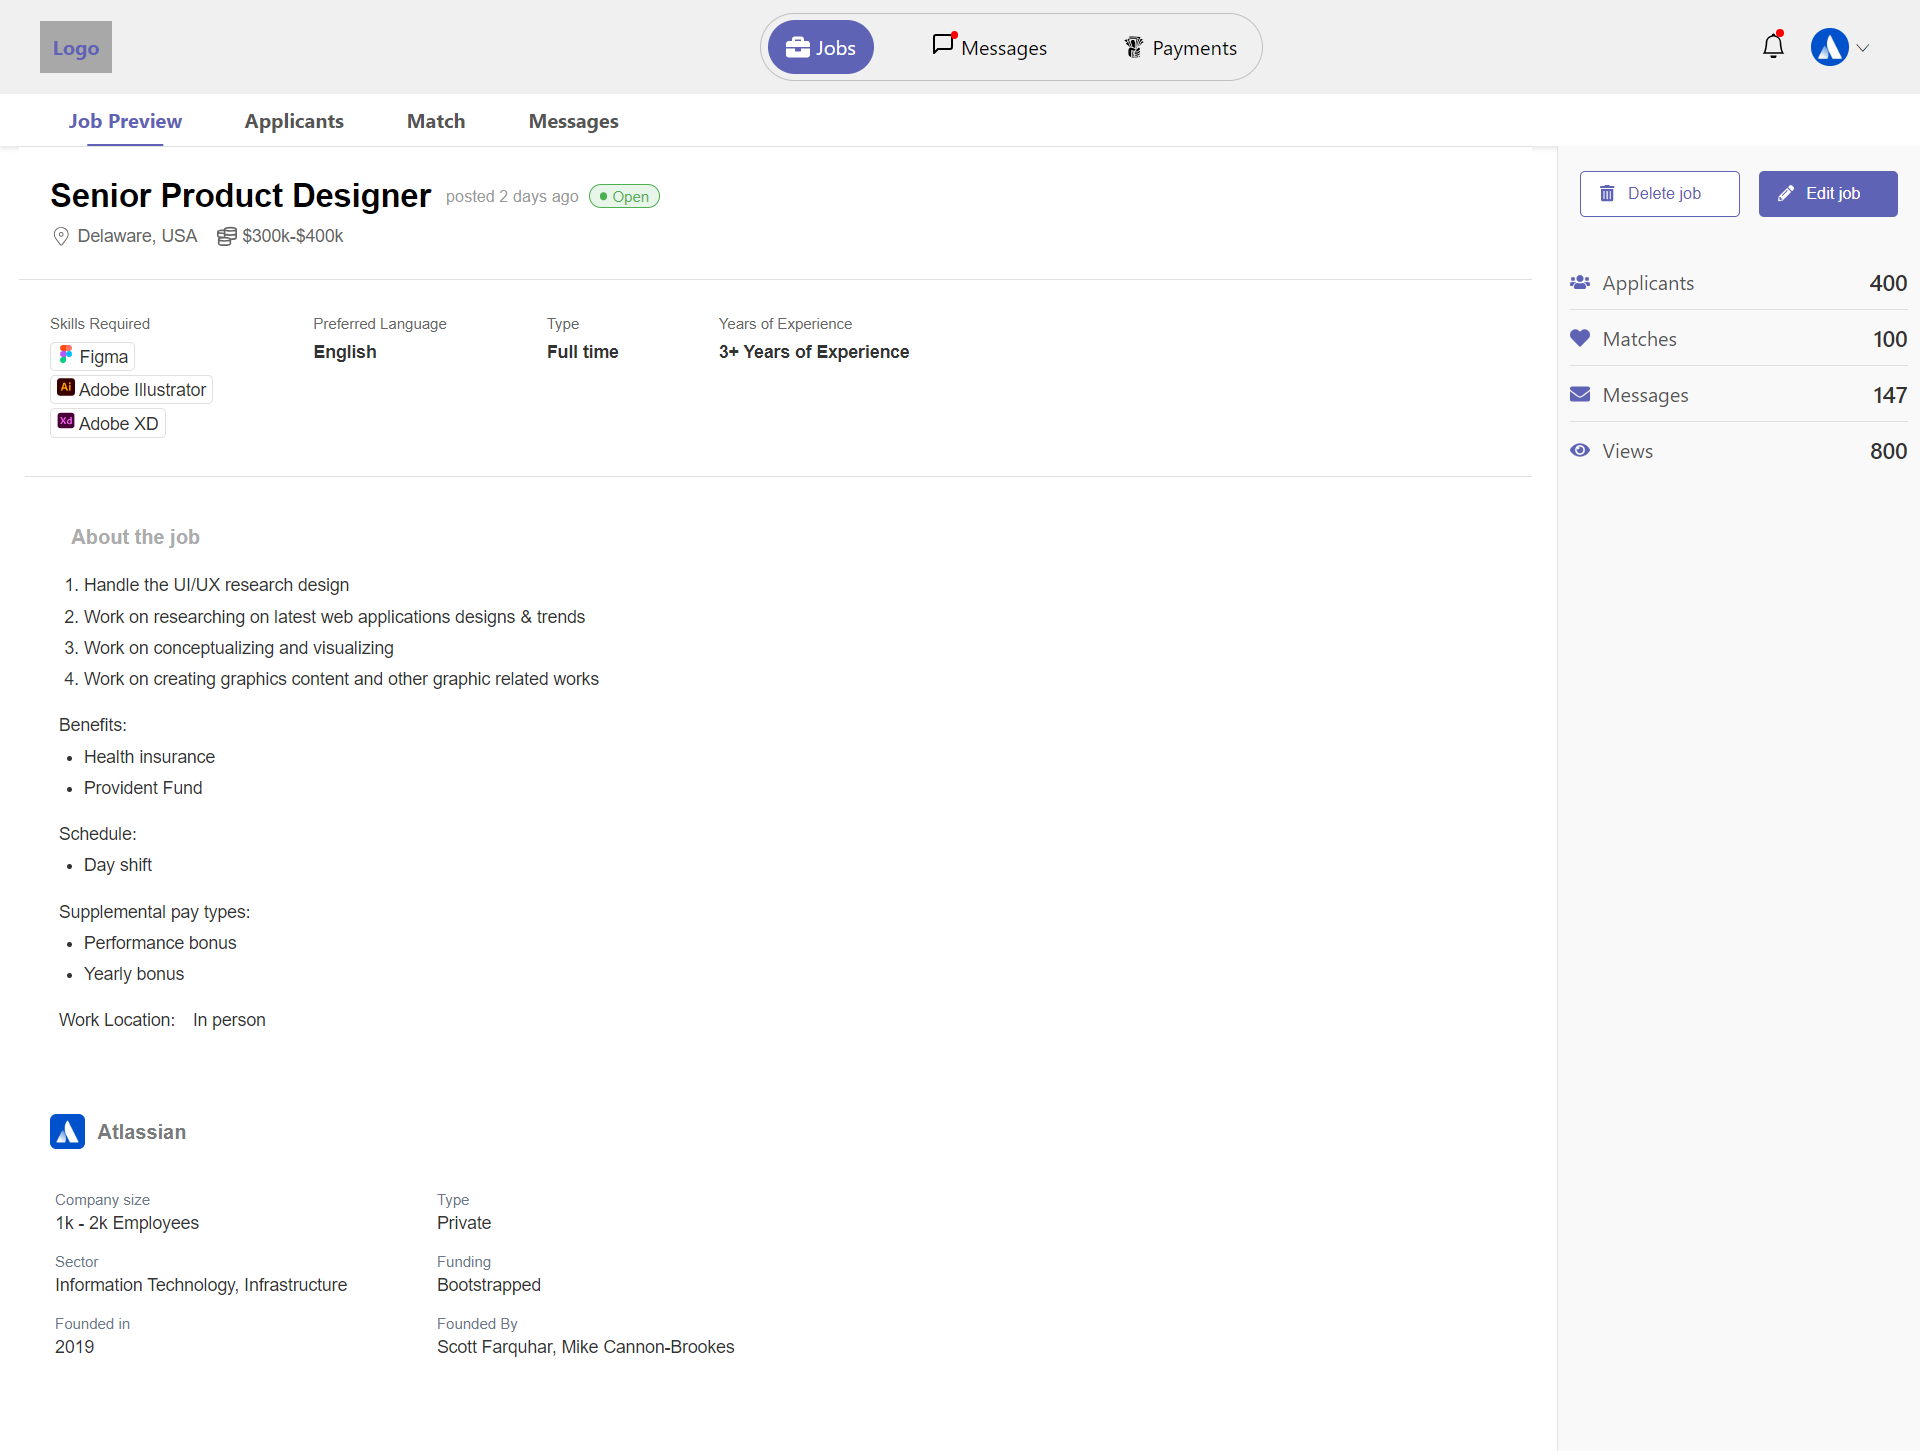 Logo
Jobs
Messages
Payments
Job Preview
Applicants
Match
Messages
Senior Product Designer posted 2 days ago Open
Delaware, USA $300k-$400k
Delete job
Edit job
Applicants 400
Matches 100
Messages 147
Views 800
Skills Required
Figma
Ai Adobe Illustrator
Xd Adobe XD
Preferred Language
English
Type
Full time
Years of Experience
3+ Years of Experience
About the job
1. Handle the UI/UX research design
2. Work on researching on latest web applications designs & trends
3. Work on conceptualizing and visualizing
4. Work on creating graphics content and other graphic related works
Benefits:
• Health insurance
• Provident Fund
Schedule:
• Day shift
Supplemental pay types:
• Performance bonus
• Yearly bonus
Work Location: In person
Atlassian
Company size
1k - 2k Employees
Type
Private
Sector
Information Technology, Infrastructure
Funding
Bootstrapped
Founded in
2019
Founded By
Scott Farquhar, Mike Cannon-Brookes